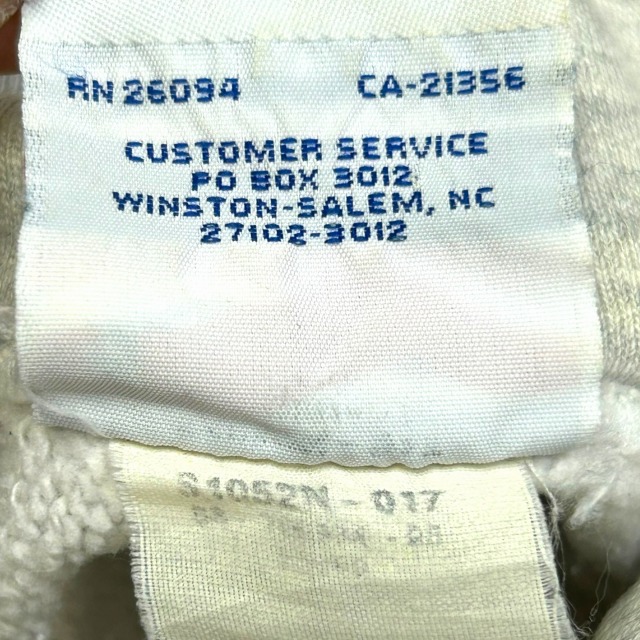 RN 26094 CA-21356
CUSTOMER SERVICE
PO BOX 3012
WINSTON-SALEM, NC
27102-3012
S1052N - 017